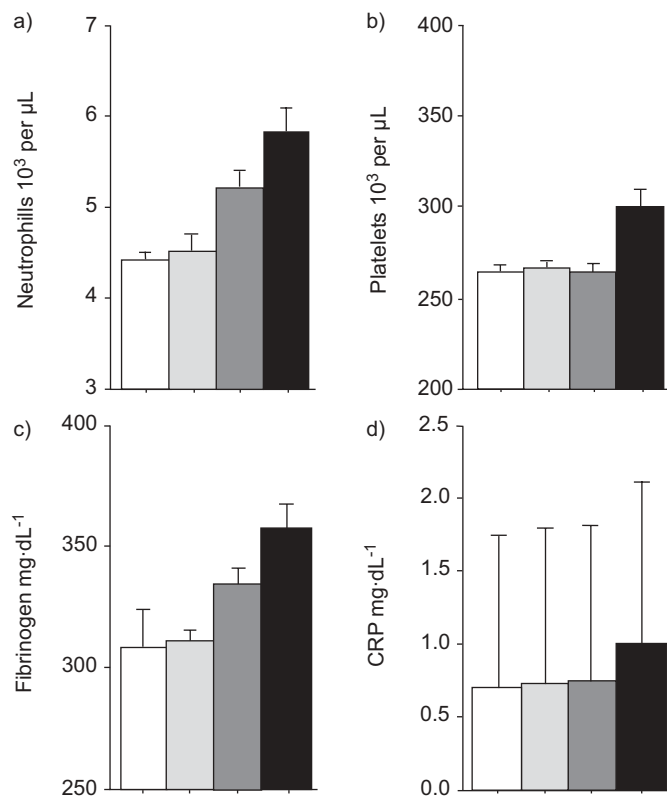 a)
7
6
5
4
3
Neutrophills 10³ per µL
b)
400
350
300
250
200
Platelets 10³ per µL
c)
400
350
300
250
Fibrinogen mg·dL⁻¹
d)
2.5
2.0
1.5
1.0
0.5
0.0
CRP mg·dL⁻¹